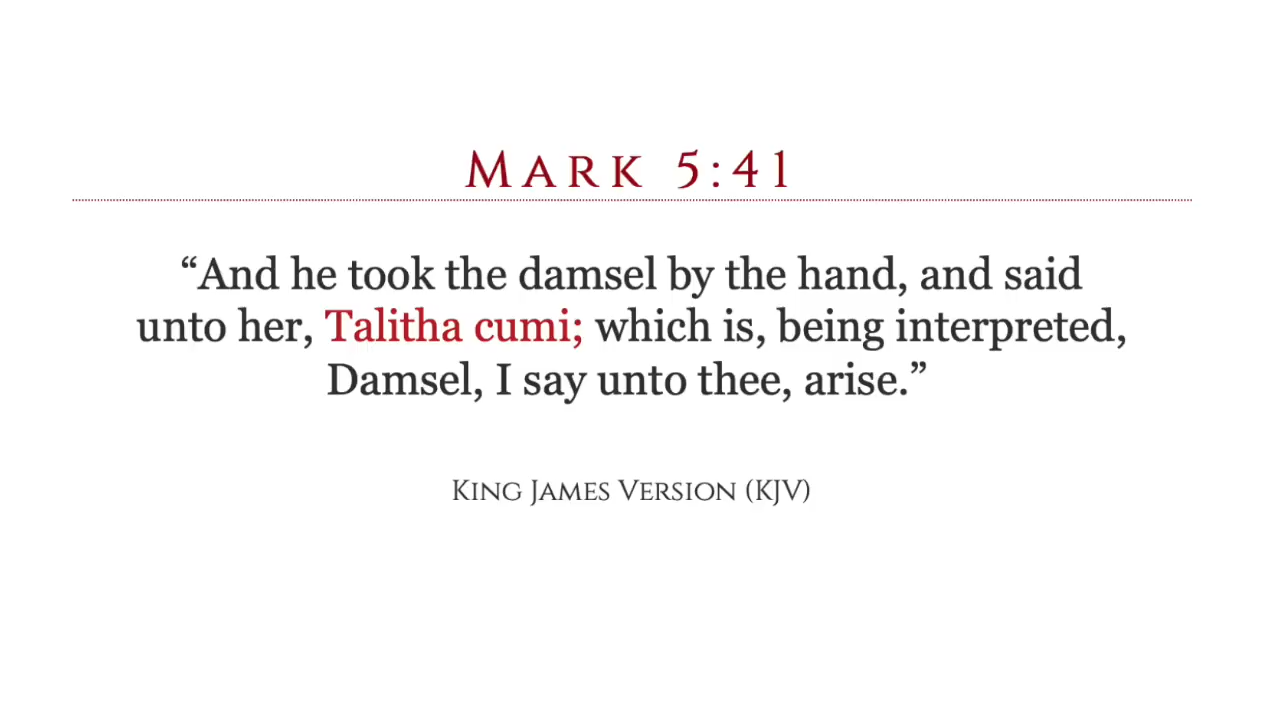 Mark 5:41
“And he took the damsel by the hand, and said
unto her, Talitha cumi; which is, being interpreted,
Damsel, I say unto thee, arise.”
King James Version (KJV)